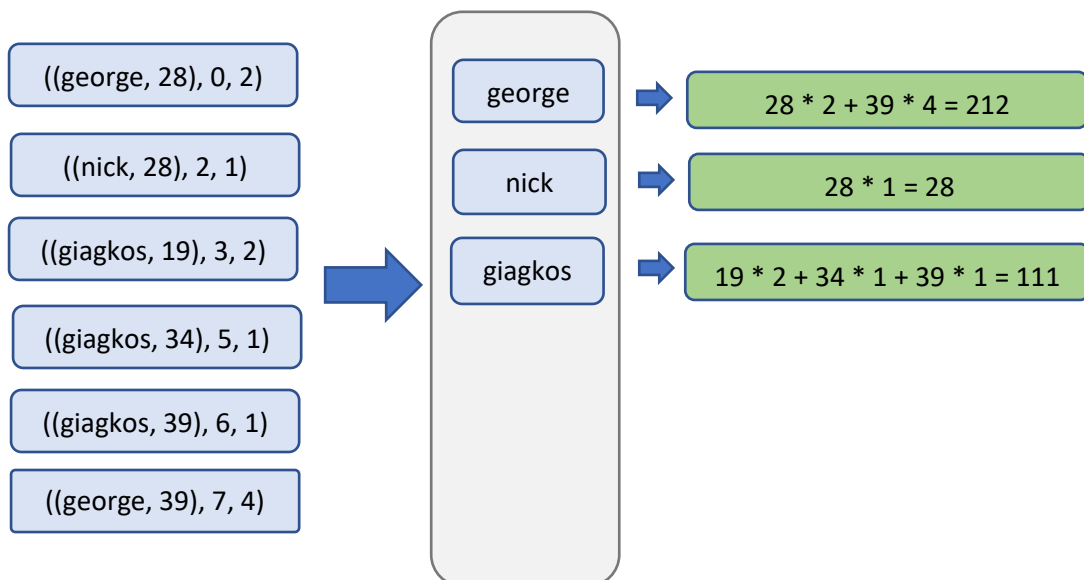 ((george, 28), 0, 2)
((nick, 28), 2, 1)
((giagkos, 19), 3, 2)
((giagkos, 34), 5, 1)
((giagkos, 39), 6, 1)
((george, 39), 7, 4)
george
nick
giagkos
28 * 2 + 39 * 4 = 212
28 * 1 = 28
19 * 2 + 34 * 1 + 39 * 1 = 111